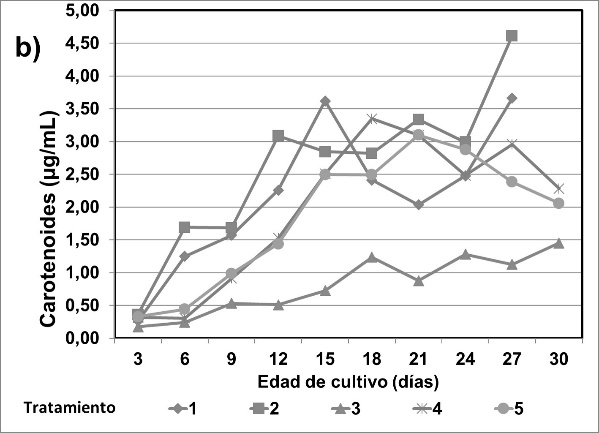 b)
Carotenoides (µg/mL)
5,00
4,50
4,00
3,50
3,00
2,50
2,00
1,50
1,00
0,50
0,00
3 6 9 12 15 18 21 24 27 30
Edad de cultivo (días)
Tratamiento 1 2 3 4 5